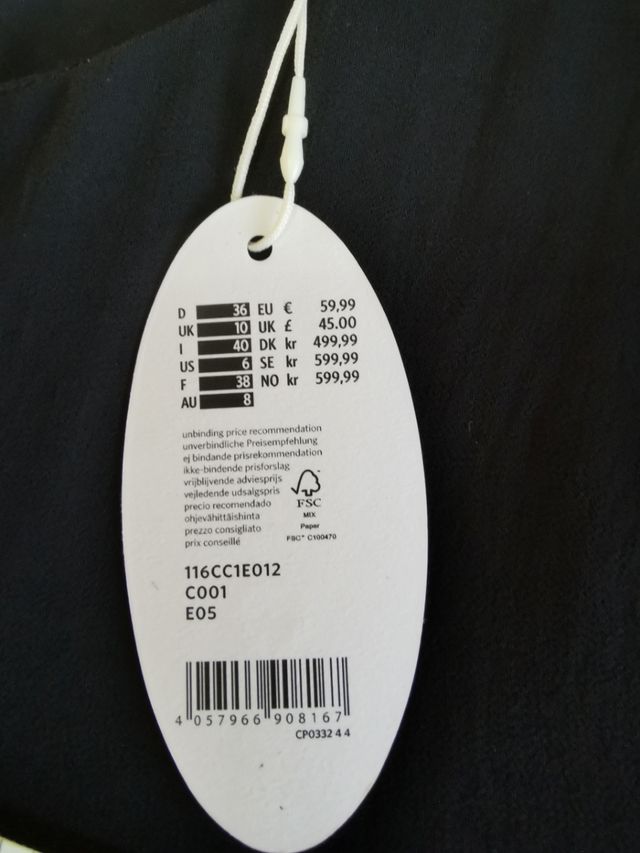 D 36 EU € 59,99
UK 10 UK £ 45.00
I 40 DK kr 499,99
US 6 SE kr 599,99
F 38 NO kr 599,99
AU 8
unbinding price recommendation
unverbindliche Preisempfehlung
ej bindande prisrekommendation
ikke-bindende prisforslag
vrijblijvende adviesprijs
vejledende udsalgspris
precio recomendado
ohjevähittäishinta
prezzo consigliato
prix conseillé
FSC
MIX
Paper
FSC® C100470
116CC1E012
C001
E05
4 057966 908167
CP0332 4 4